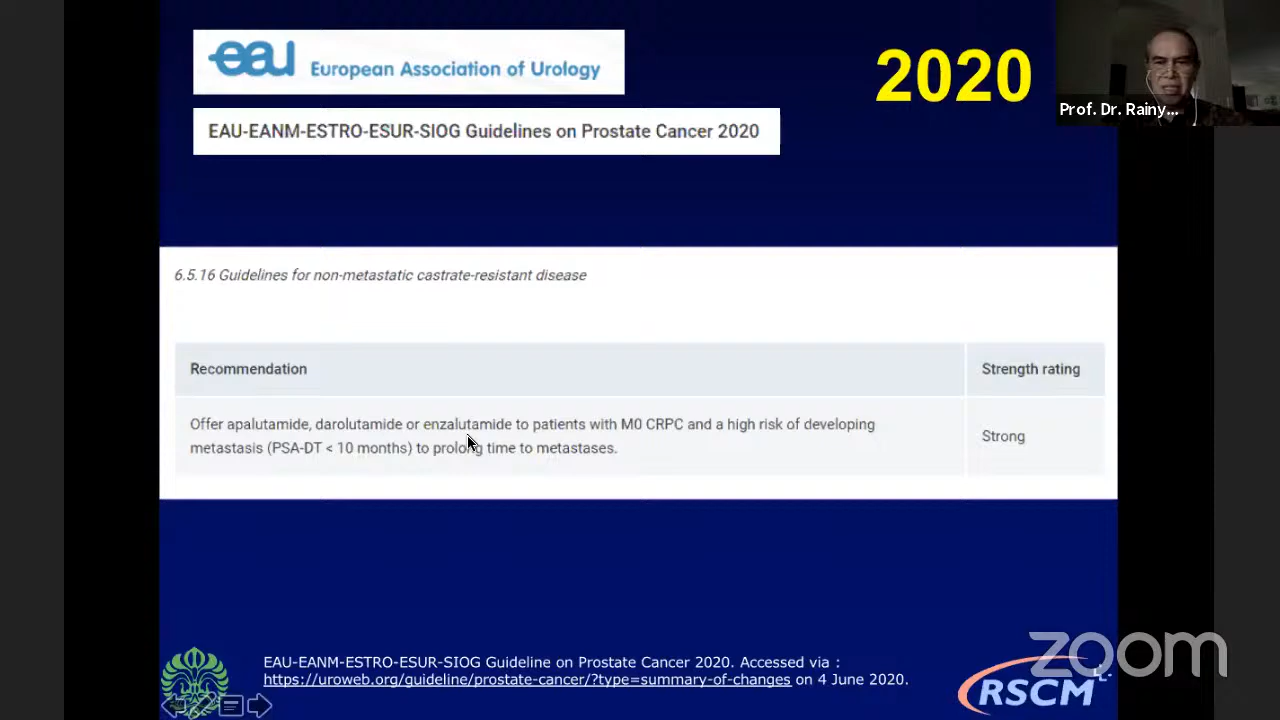 eau European Association of Urology
2020
Prof. Dr. Rainy...
EAU-EANM-ESTRO-ESUR-SIOG Guidelines on Prostate Cancer 2020
6.5.16 Guidelines for non-metastatic castrate-resistant disease
Recommendation
Strength rating
Offer apalutamide, darolutamide or enzalutamide to patients with M0 CRPC and a high risk of developing
metastasis (PSA-DT < 10 months) to prolong time to metastases.
Strong
EAU-EANM-ESTRO-ESUR-SIOG Guideline on Prostate Cancer 2020. Accessed via :
https://uroweb.org/guideline/prostate-cancer/?type=summary-of-changes on 4 June 2020.
zoom
RSCM